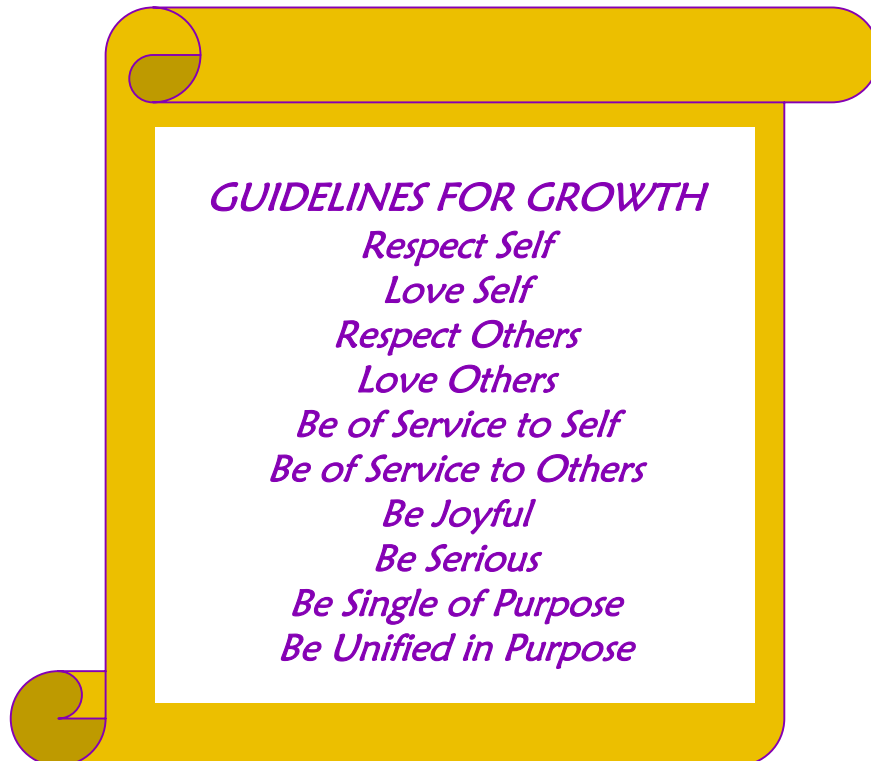 GUIDELINES FOR GROWTH
Respect Self
Love Self
Respect Others
Love Others
Be of Service to Self
Be of Service to Others
Be Joyful
Be Serious
Be Single of Purpose
Be Unified in Purpose